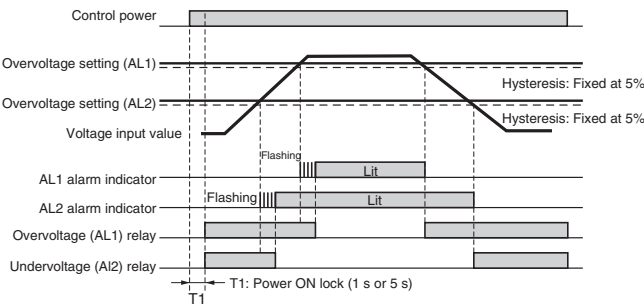 Control power
Overvoltage setting (AL1)
Hysteresis: Fixed at 5%
Overvoltage setting (AL2)
Hysteresis: Fixed at 5%
Voltage input value
Flashing
AL1 alarm indicator
Lit
AL2 alarm indicator
Flashing
Lit
Overvoltage (AL1) relay
Undervoltage (Al2) relay
T1: Power ON lock (1 s or 5 s)
T1